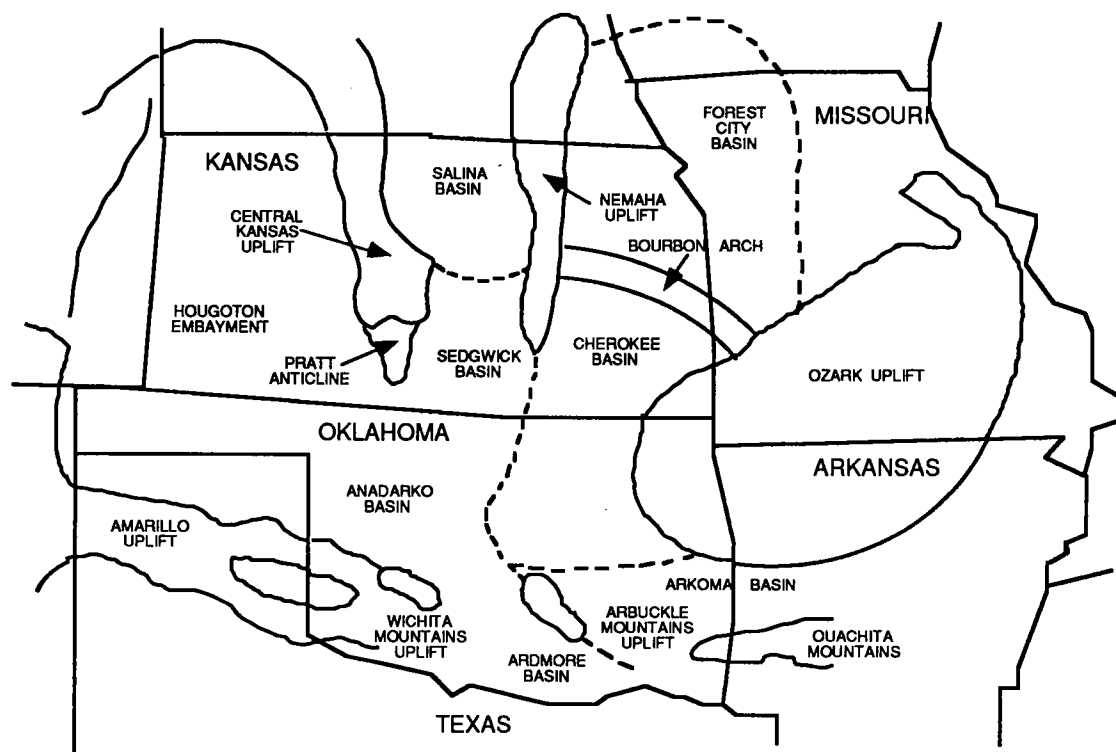 FOREST
CITY
BASIN
MISSOURI
KANSAS
SALINA
BASIN
NEMAHA
UPLIFT
CENTRAL
KANSAS
UPLIFT
BOURBON ARCH
HOUGOTON
EMBAYMENT
PRATT
ANTICLINE
SEDGWICK
BASIN
CHEROKEE
BASIN
OZARK UPLIFT
OKLAHOMA
ARKANSAS
ANADARKO
BASIN
AMARILLO
UPLIFT
ARKOMA BASIN
WICHITA
MOUNTAINS
UPLIFT
ARBUCKLE
MOUNTAINS
UPLIFT
OUACHITA
MOUNTAINS
ARDMORE
BASIN
TEXAS